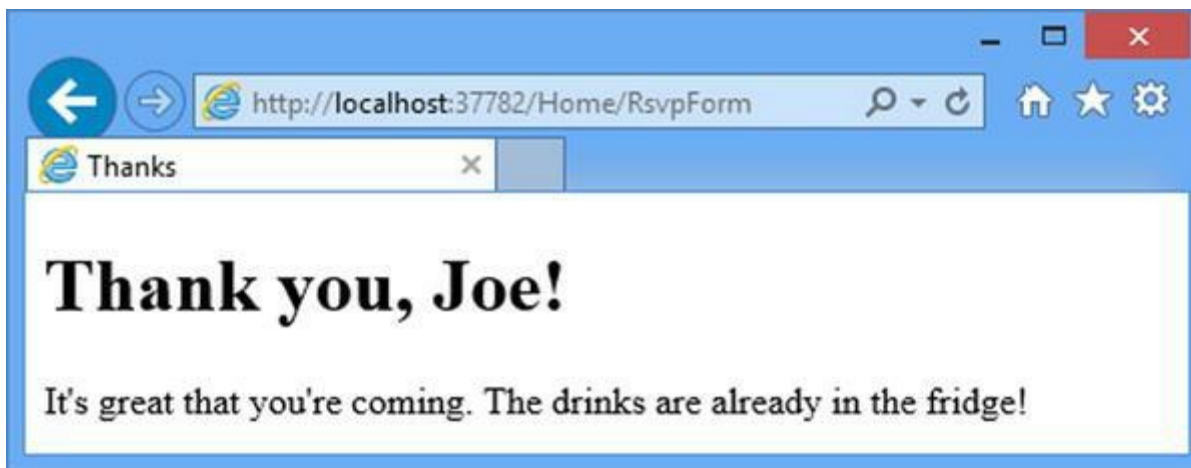 http://localhost:37782/Home/RsvpForm
Thanks
Thank you, Joe!
It's great that you're coming. The drinks are already in the fridge!